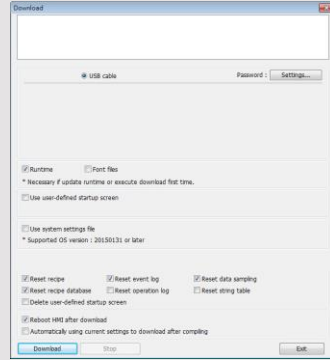 Download
USB cable
Password : Settings...
Runtime Font files
* Necessary if update runtime or execute download first time.
Use user-defined startup screen
Use system settings file
* Supported OS version : 20150131 or later
Reset recipe Reset event log Reset data sampling
Reset recipe database Reset operation log Reset string table
Delete user-defined startup screen
Reboot HMI after download
Automatically using current settings to download after compiling
Download Stop Exit